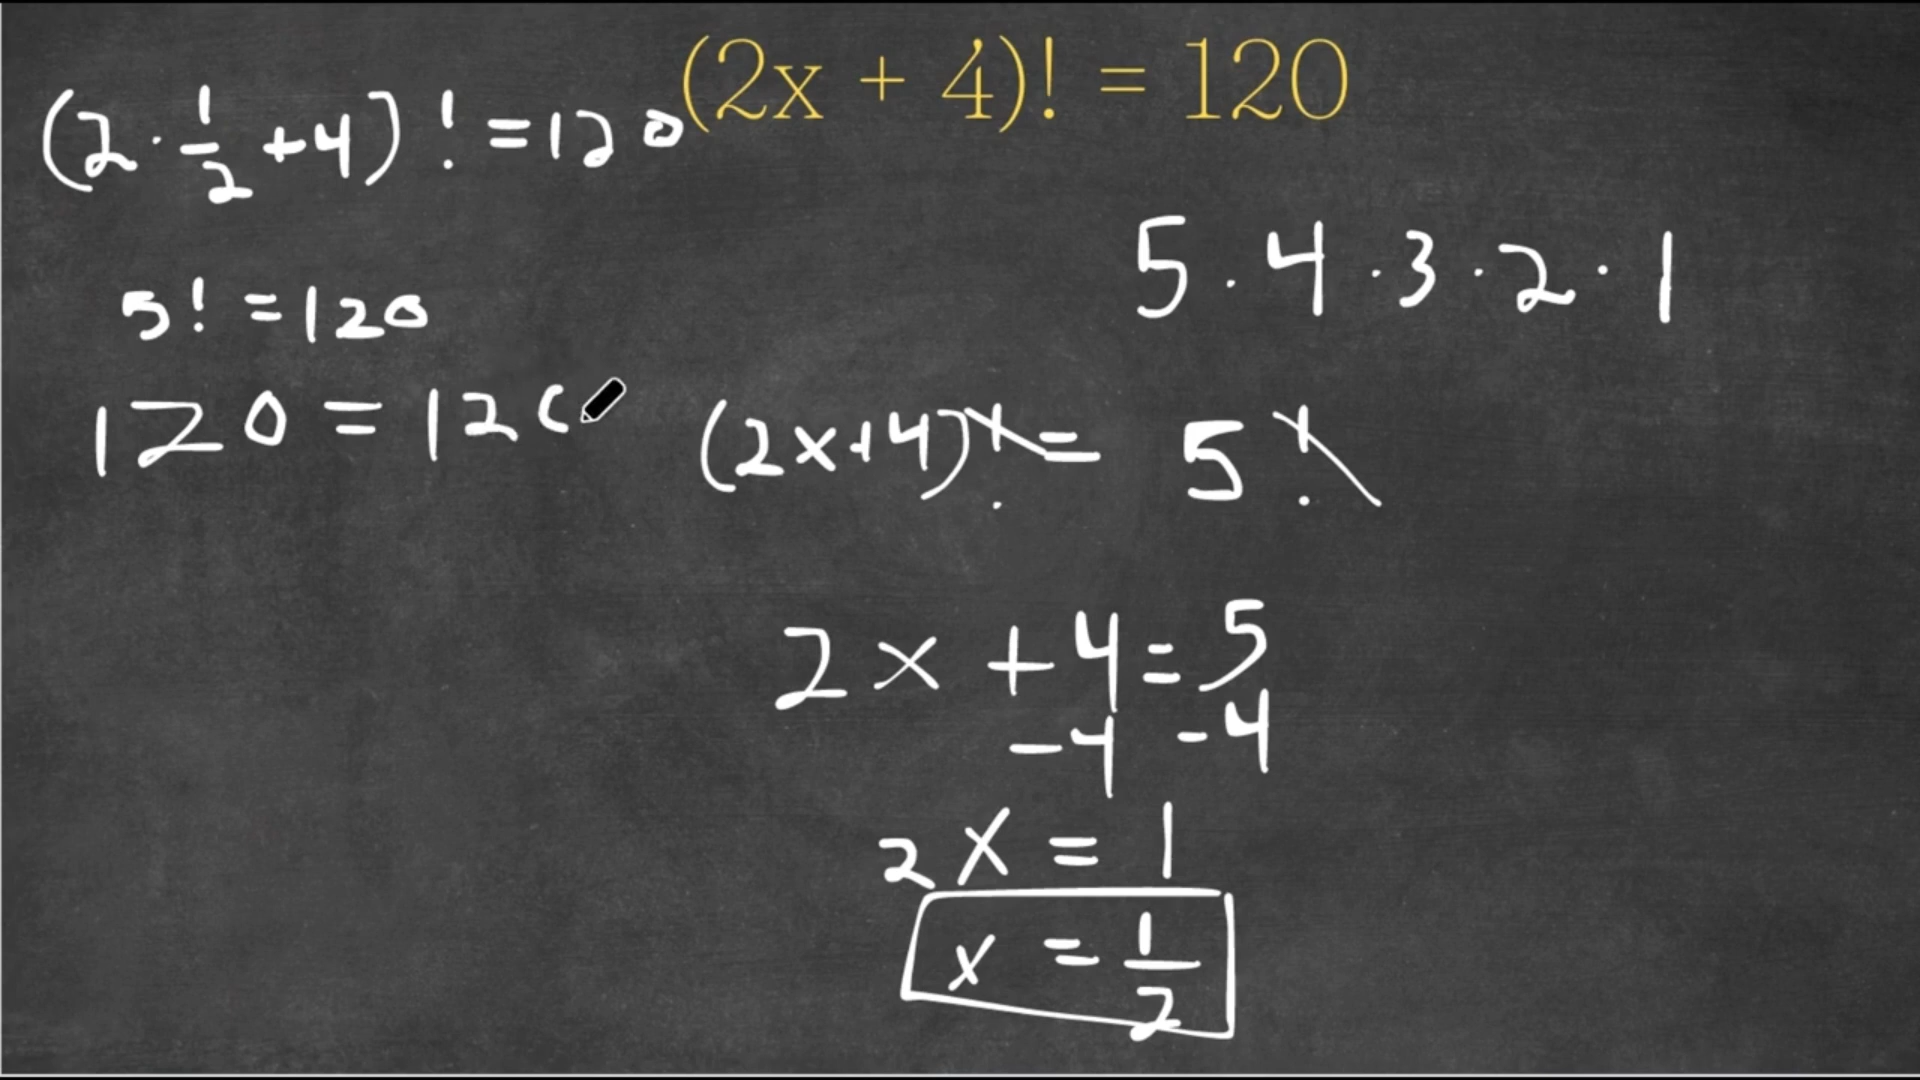 (2x + 4)! = 120
(2 · 1/2 + 4)! = 120
5! = 120
120 = 120
5 · 4 · 3 · 2 · 1
(2x+4)! = 5!
2x + 4 = 5
-4 -4
2x = 1
x = 1/2